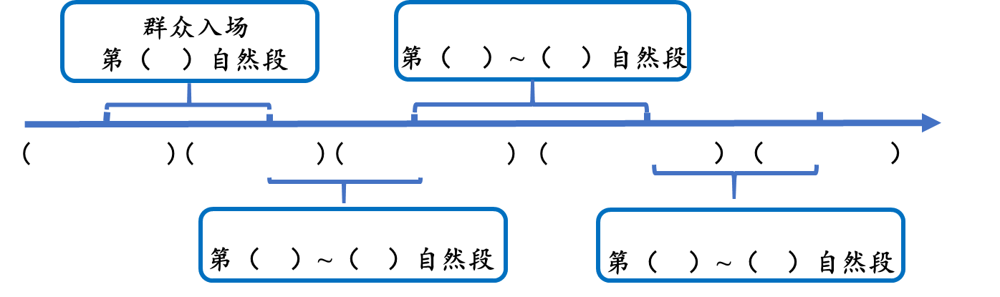 群众入场
第（ ）自然段
第（ ）~（ ）自然段
（ ）（ ）（ ）（ ）（ ）
第（ ）~（ ）自然段
第（ ）~（ ）自然段